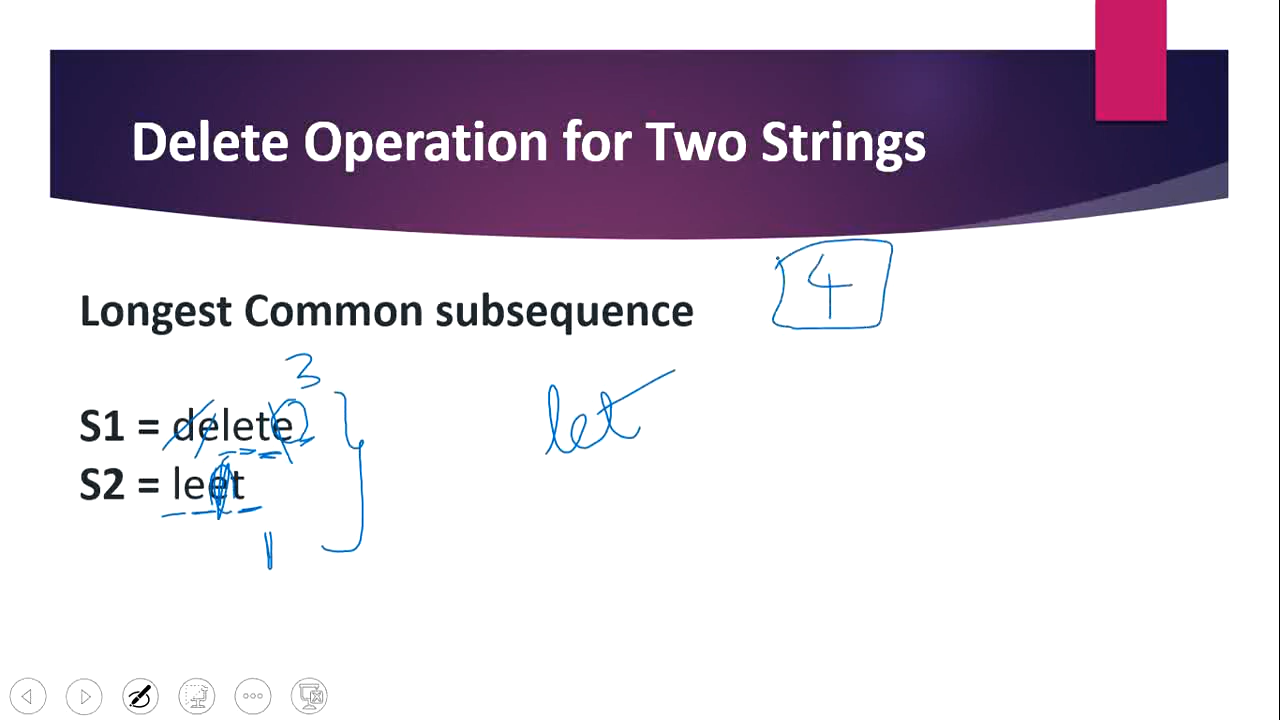 Delete Operation for Two Strings
4
Longest Common subsequence
3
S1 = delete
let
S2 = leet
1